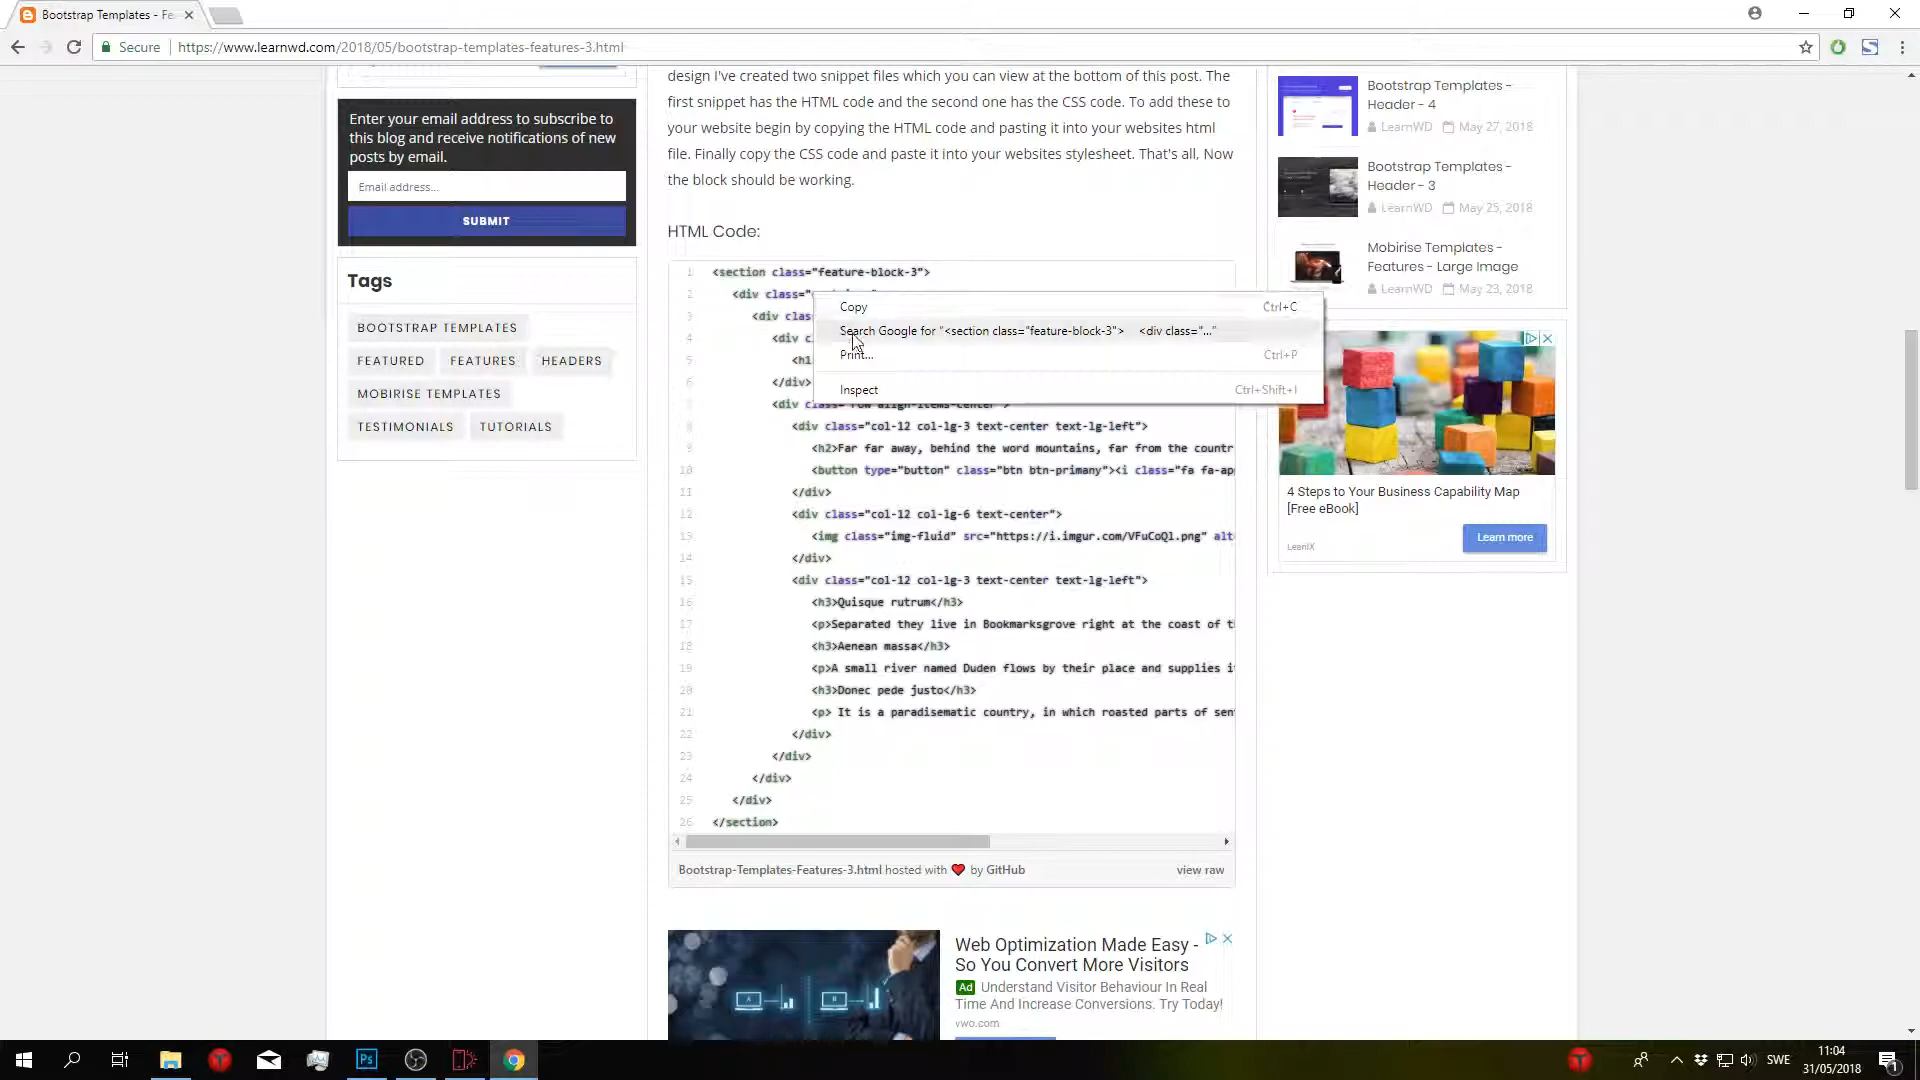 Bootstrap Templates - Fe
Secure
https://www.learnwd.com/2018/05/bootstrap-templates-features-3.html
Enter your email address to subscribe to
this blog and receive notifications of new
posts by email.
Email address...
SUBMIT
Tags
BOOTSTRAP TEMPLATES
FEATURED
FEATURES
HEADERS
MOBIRISE TEMPLATES
TESTIMONIALS
TUTORIALS
design I've created two snippet files which you can view at the bottom of this post. The
first snippet has the HTML code and the second one has the CSS code. To add these to
your website begin by copying the HTML code and pasting it into your websites html
file. Finally copy the CSS code and paste it into your websites stylesheet. That's all, Now
the block should be working.
HTML Code:
1 <section class="feature-block-3">
2 <div class="
3 <div clas
4 <div c
5 <h1
6 </div>
7 <div class="row align-items-center">
8 <div class="col-12 col-lg-3 text-center text-lg-left">
9 <h2>Far far away, behind the word mountains, far from the countr
10 <button type="button" class="btn btn-primany"><i class="fa fa-app
11 </div>
12 <div class="col-12 col-lg-6 text-center">
13 <img class="img-fluid" src="https://i.imgur.com/VFuCoQl.png" alt
14 </div>
15 <div class="col-12 col-lg-3 text-center text-lg-left">
16 <h3>Quisque rutrum</h3>
17 <p>Separated they live in Bookmarksgrove right at the coast of t
18 <h3>Aenean massa</h3>
19 <p>A small river named Duden flows by their place and supplies i
20 <h3>Donec pede justo</h3>
21 <p> It is a paradisematic country, in which roasted parts of sen
22 </div>
23 </div>
24 </div>
25 </div>
26 </section>
Bootstrap-Templates-Features-3.html hosted with ❤ by GitHub
view raw
Copy Ctrl+C
Search Google for "<section class="feature-block-3"> <div class="..."
Print... Ctrl+P
Inspect Ctrl+Shift+I
Web Optimization Made Easy -
So You Convert More Visitors
Ad Understand Visitor Behaviour In Real
Time And Increase Conversions. Try Today!
vwo.com
Bootstrap Templates -
Header - 4
LearnWD May 27, 2018
Bootstrap Templates -
Header - 3
LearnWD May 25, 2018
Mobirise Templates -
Features - Large Image
LearnWD May 23, 2018
4 Steps to Your Business Capability Map
[Free eBook]
LeanIX
Learn more
Ps
SWE
11:04
31/05/2018
1